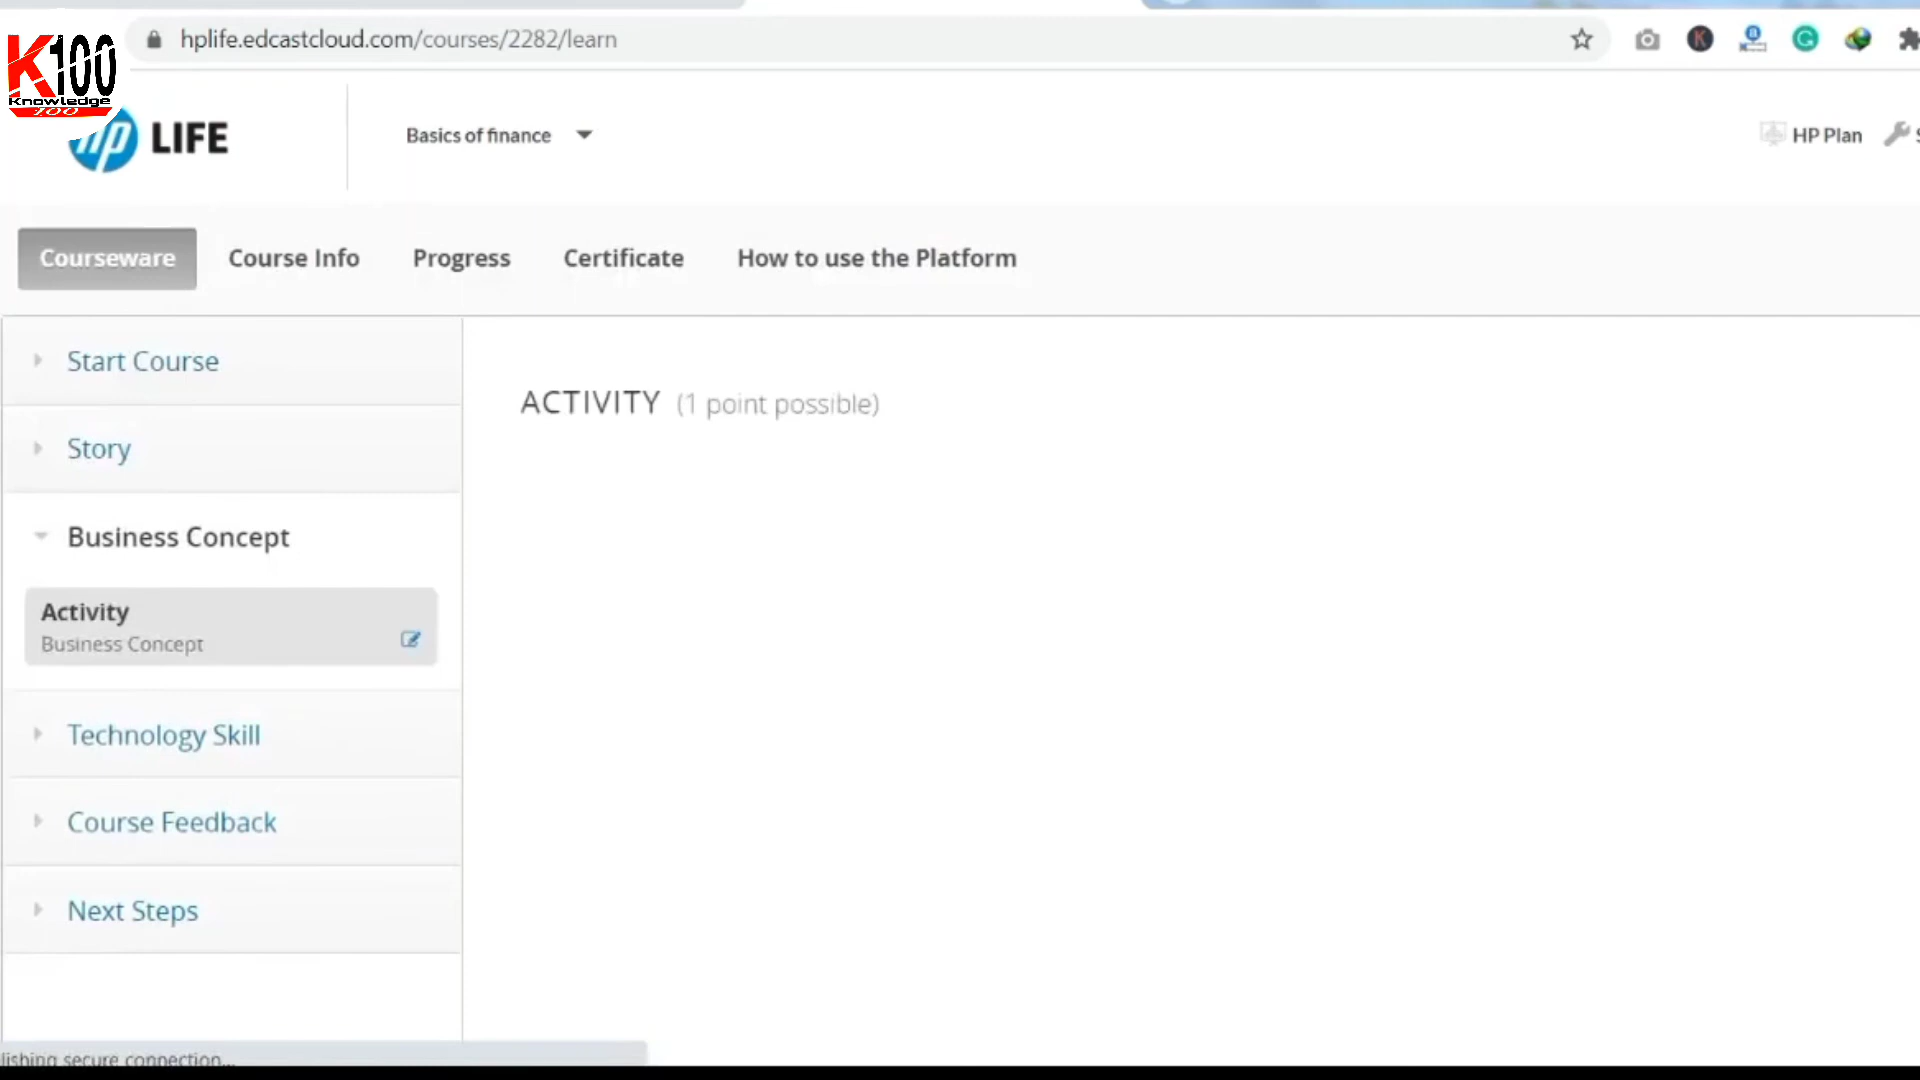 hplife.edcastcloud.com/courses/2282/learn
K100
Knowledge
100
hp LIFE
Basics of finance
HP Plan
Courseware
Course Info
Progress
Certificate
How to use the Platform
Start Course
Story
Business Concept
Activity
Business Concept
Technology Skill
Course Feedback
Next Steps
ACTIVITY (1 point possible)
lishing secure connection...